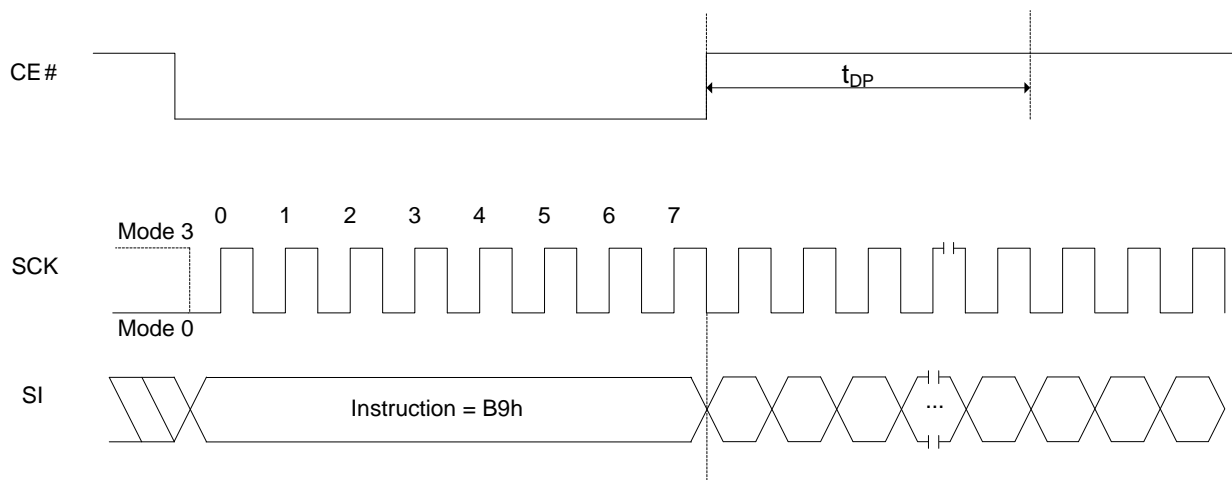 CE#
tDP
0 1 2 3 4 5 6 7
Mode 3
SCK
Mode 0
SI
Instruction = B9h
...